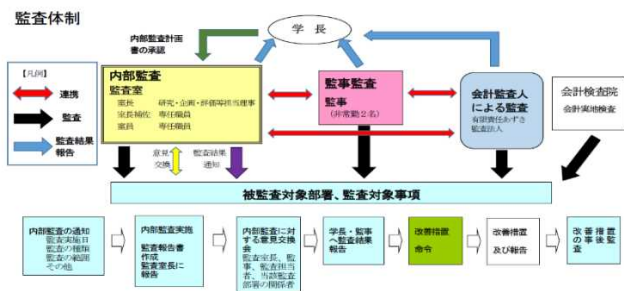 監査体制
学長
内部監査計画
書の承認
【凡例】
連携
監査
監査結果
報告
内部監査
監査室
室長 研究・企画・評価等担当理事
室長補佐 専任職員
室員 専任職員
監事監査
監事
(非常勤2名)
会計監査人
による監査
有限責任あずさ
監査法人
会計検査院
会計実地検査
意見
交換
監査結果
通知
被監査対象部署、監査対象事項
内部監査の通知
監査実施日
監査の種類
監査の範囲
その他
内部監査実施
監査報告書
作成
監査室長に
報告
内部監査に対
する意見交換
会
監査室長、監
事、監査担当
者、当該監査
部署の関係者
学長・監事
へ監査結果
報告
改善措置
命令
改善措置
及び報告
改善措置
の事後監
査